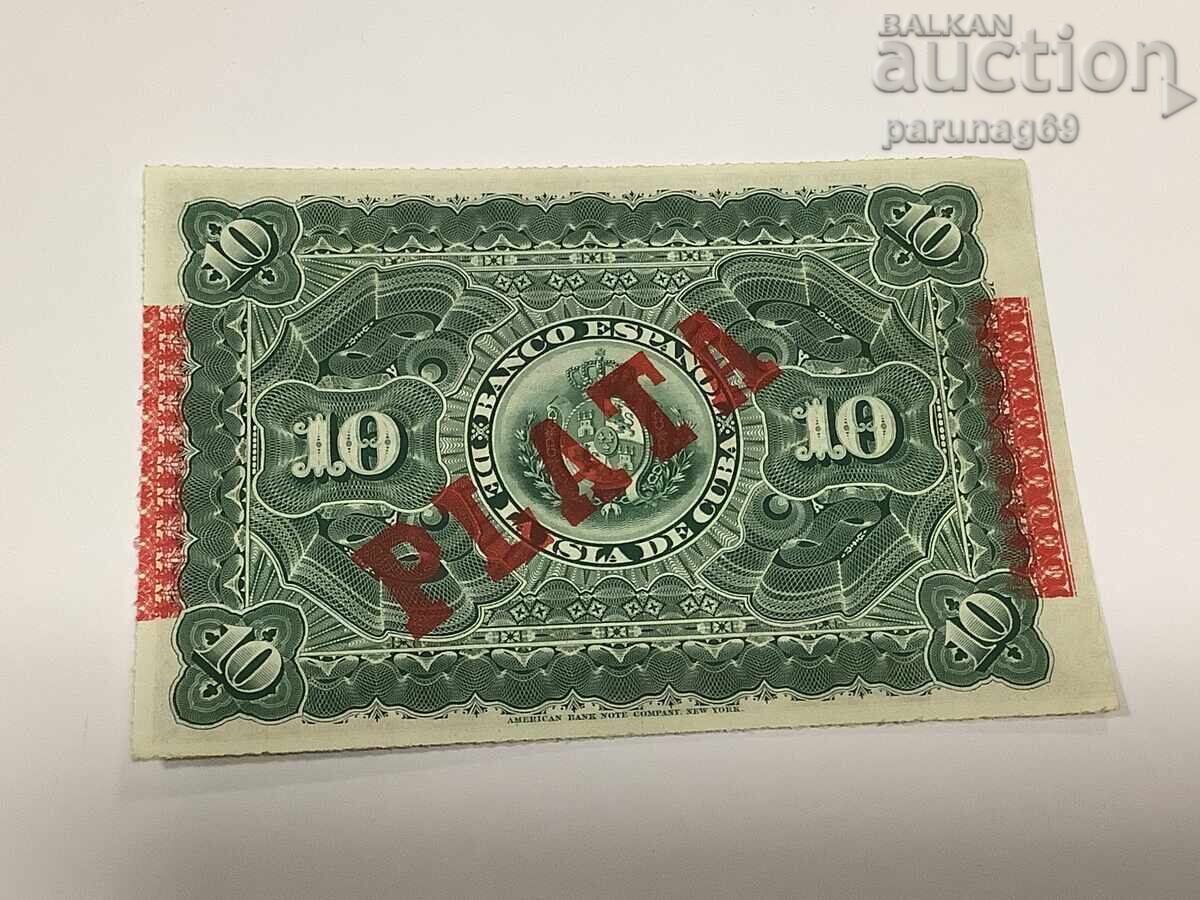 BALKAN
auction
parunag69
10
10
BANCO ESPAÑOL
DE LA ISLA DE CUBA
PLATA
10
10
10
10
AMERICAN BANK NOTE COMPANY. NEW YORK.